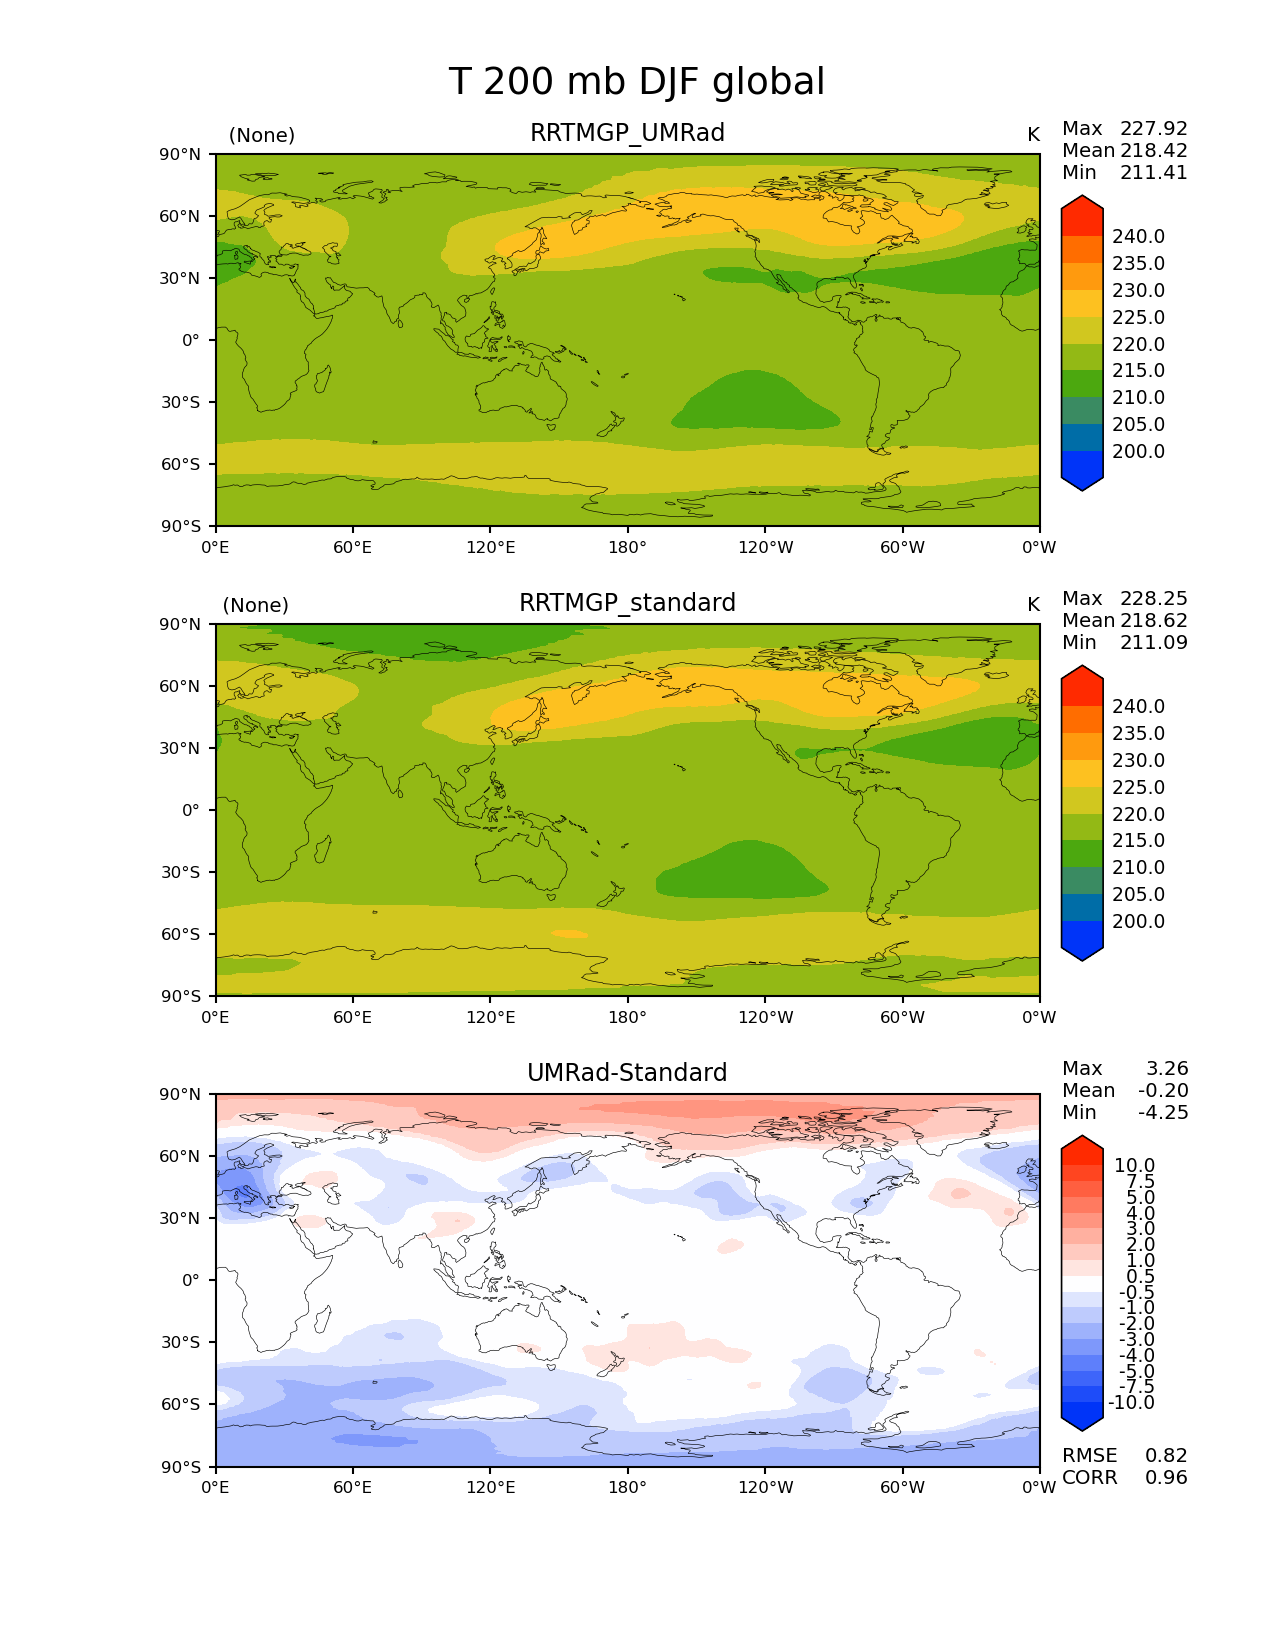 T 200 mb DJF global
(None) RRTMGP_UMRad K
Max 227.92
Mean 218.42
Min 211.41
90°N
60°N
30°N
0°
30°S
60°S
90°S
0°E 60°E 120°E 180° 120°W 60°W 0°W
240.0
235.0
230.0
225.0
220.0
215.0
210.0
205.0
200.0
(None) RRTMGP_standard K
Max 228.25
Mean 218.62
Min 211.09
90°N
60°N
30°N
0°
30°S
60°S
90°S
0°E 60°E 120°E 180° 120°W 60°W 0°W
240.0
235.0
230.0
225.0
220.0
215.0
210.0
205.0
200.0
UMRad-Standard
Max 3.26
Mean -0.20
Min -4.25
90°N
60°N
30°N
0°
30°S
60°S
90°S
0°E 60°E 120°E 180° 120°W 60°W 0°W
10.0
7.5
5.0
4.0
3.0
2.0
1.0
0.5
-0.5
-1.0
-2.0
-3.0
-4.0
-5.0
-7.5
-10.0
RMSE 0.82
CORR 0.96